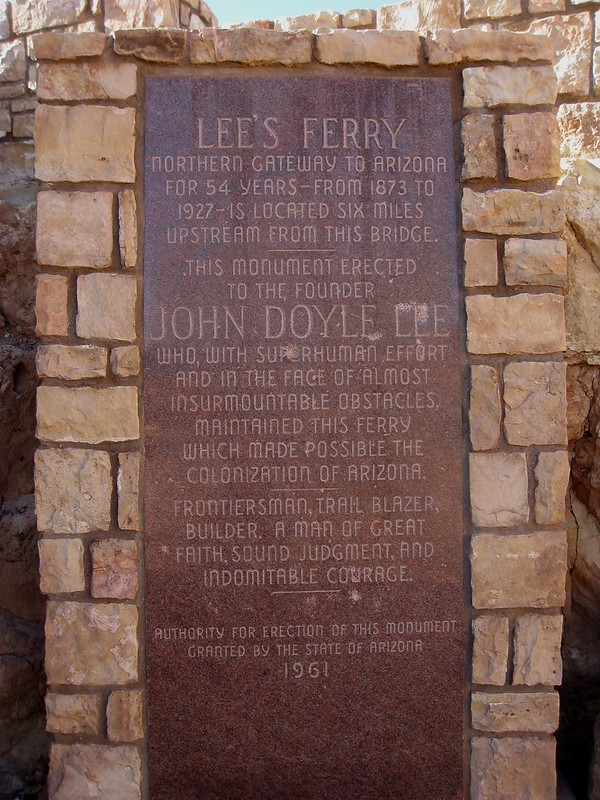 LEE'S FERRY
NORTHERN GATEWAY TO ARIZONA
FOR 54 YEARS-FROM 1873 TO
1927-IS LOCATED SIX MILES
UPSTREAM FROM THIS BRIDGE.
THIS MONUMENT ERECTED
TO THE FOUNDER
JOHN DOYLE LEE
WHO, WITH SUPERHUMAN EFFORT
AND IN THE FACE OF ALMOST
INSURMOUNTABLE OBSTACLES,
MAINTAINED THIS FERRY
WHICH MADE POSSIBLE THE
COLONIZATION OF ARIZONA.
FRONTIERSMAN, TRAIL BLAZER,
BUILDER, A MAN OF GREAT
FAITH, SOUND JUDGMENT, AND
INDOMITABLE COURAGE.
AUTHORITY FOR ERECTION OF THIS MONUMENT
GRANTED BY THE STATE OF ARIZONA
1961